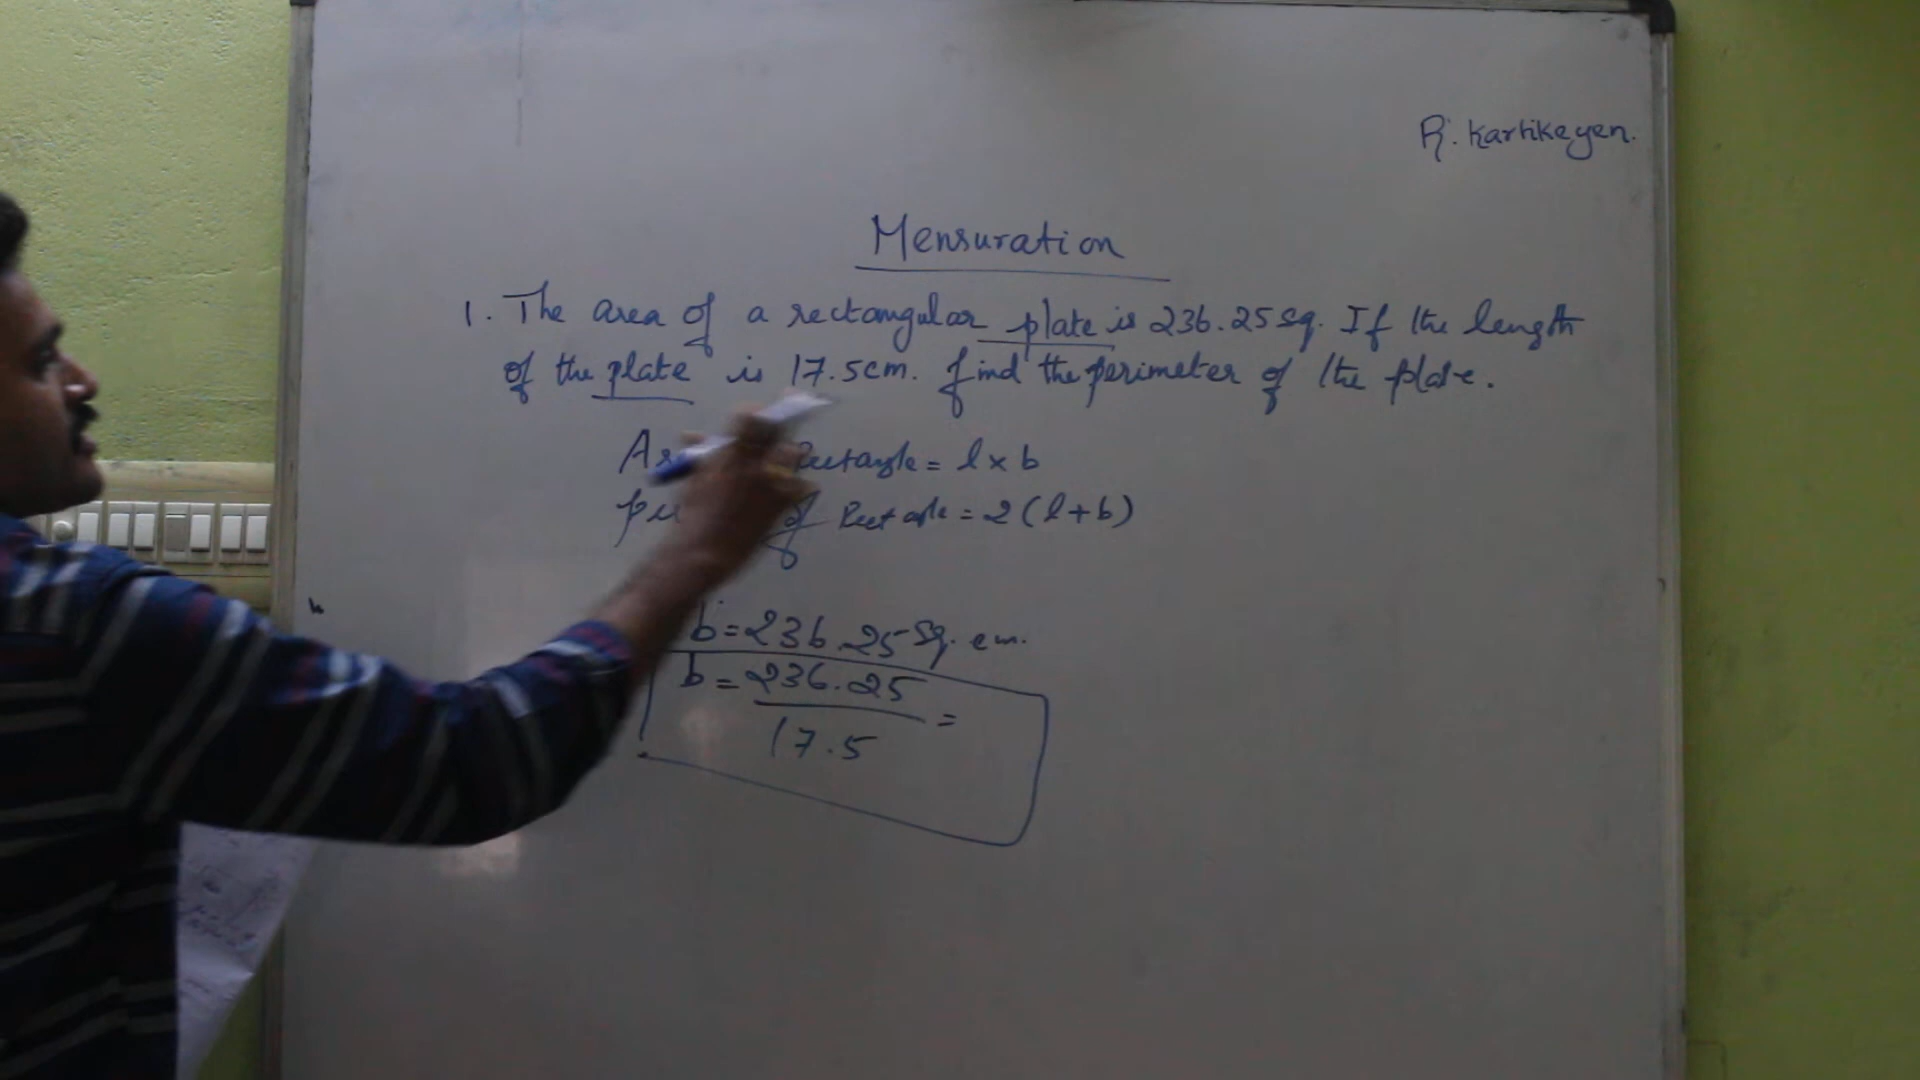 R. Kartikeyen.
Mensuration
1. The area of a rectangular plate is 236.25 Sq. If the length
of the plate is 17.5cm. find the perimeter of the plate.
Rectangle = l × b
of Rectangle = 2 (l+b)
b = 236.25 Sq. cm.
b = 236.25
=
17.5